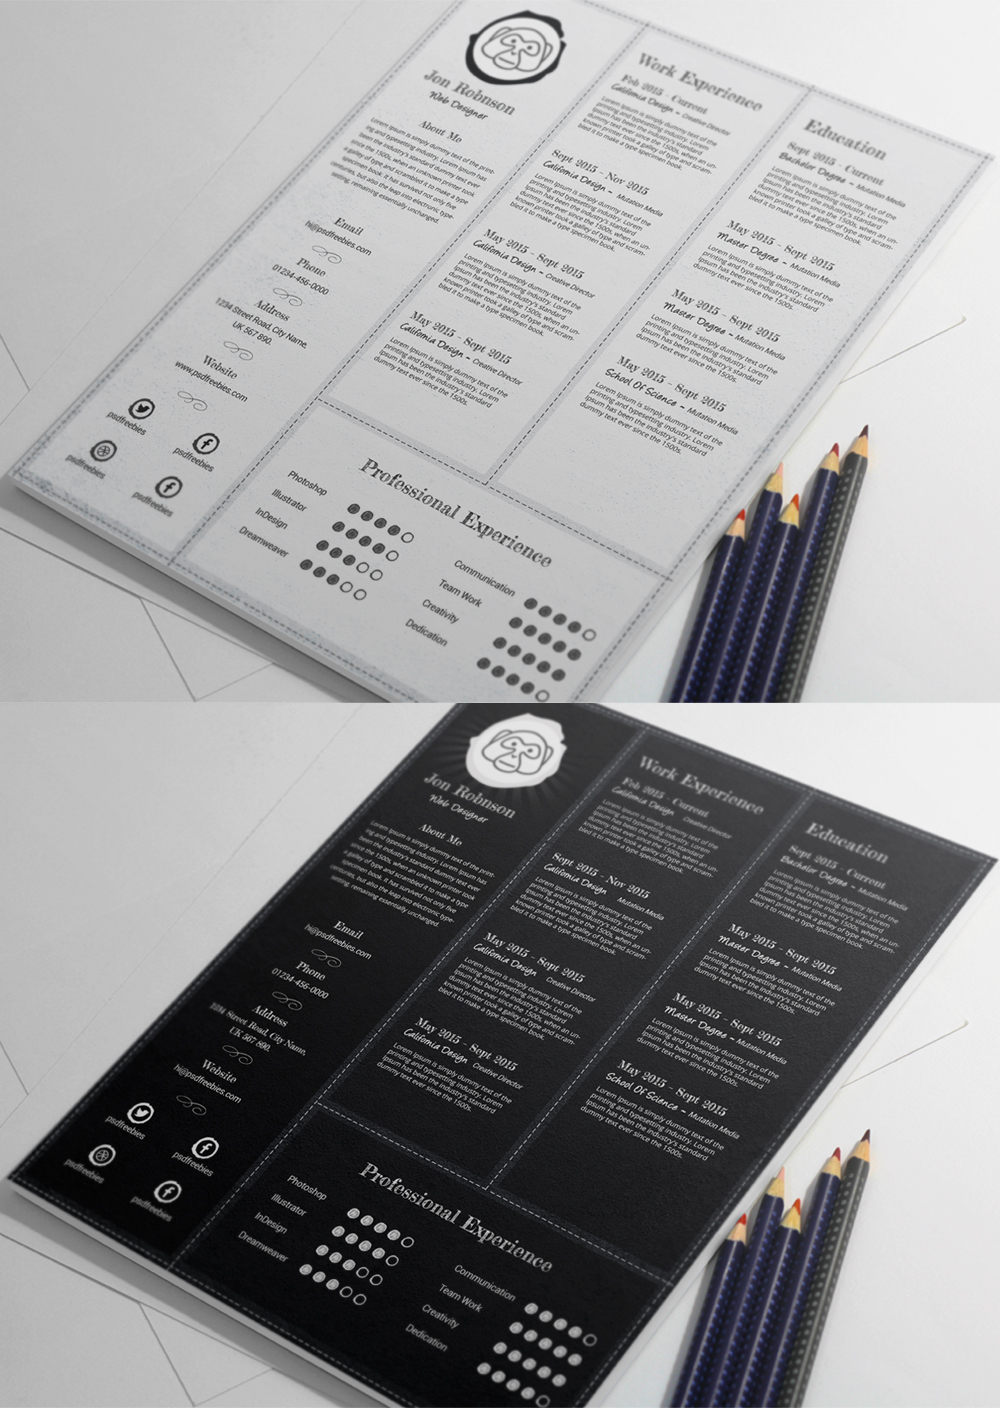 Jon Robnson
Web Designer
About Me
Lorem Ipsum is simply dummy text of the print-
ing and typesetting industry. Lorem Ipsum has
been the industry's standard dummy text ever
since the 1500s, when an unknown printer took
a galley of type and scrambled it to make a type
specimen book. It has survived not only five
centuries, but also the leap into electronic type-
setting, remaining essentially unchanged.
Email
hi@psdfreebies.com
Phone
01234-456-0000
Address
1234 Street Road, City Name,
UK 567 890.
Website
www.psdfreebies.com
psdfreebies
psdfreebies
psdfreebies
psdfreebies
Work Experience
Feb 2015 - Current
California Design - Creative Director
Lorem Ipsum is simply dummy text of the
printing and typesetting industry. Lorem
Ipsum has been the industry's standard
dummy text ever since the 1500s, when an un-
known printer took a galley of type and scram-
bled it to make a type specimen book.
Sept 2015 - Nov 2015
California Design - Mutation Media
Lorem Ipsum is simply dummy text of the
printing and typesetting industry. Lorem
Ipsum has been the industry's standard
dummy text ever since the 1500s, when an un-
known printer took a galley of type and scram-
bled it to make a type specimen book.
May 2015 - Sept 2015
California Design - Creative Director
Lorem Ipsum is simply dummy text of the
printing and typesetting industry. Lorem
Ipsum has been the industry's standard
dummy text ever since the 1500s, when an un-
known printer took a galley of type and scram-
bled it to make a type specimen book.
May 2015 - Sept 2015
California Design - Creative Director
Lorem Ipsum is simply dummy text of the
printing and typesetting industry. Lorem
Ipsum has been the industry's standard
dummy text ever since the 1500s.
Education
Sept 2015 - Current
Bachelor Degree - Mutation Media
Lorem Ipsum is simply dummy text of the
printing and typesetting industry. Lorem
Ipsum has been the industry's standard
dummy text ever since the 1500s, when an un-
known printer took a galley of type and scram-
bled it to make a type specimen book.
May 2015 - Sept 2015
Master Degree - Mutation Media
Lorem Ipsum is simply dummy text of the
printing and typesetting industry. Lorem
Ipsum has been the industry's standard
dummy text ever since the 1500s.
May 2015 - Sept 2015
Master Degree - Mutation Media
Lorem Ipsum is simply dummy text of the
printing and typesetting industry. Lorem
Ipsum has been the industry's standard
dummy text ever since the 1500s.
May 2015 - Sept 2015
School Of Science - Mutation Media
Lorem Ipsum is simply dummy text of the
printing and typesetting industry. Lorem
Ipsum has been the industry's standard
dummy text ever since the 1500s.
Professional Experience
Photoshop
Illustrator
InDesign
Dreamweaver
Communication
Team Work
Creativity
Dedication
Jon Robnson
Web Designer
About Me
Lorem Ipsum is simply dummy text of the print-
ing and typesetting industry. Lorem Ipsum has
been the industry's standard dummy text ever
since the 1500s, when an unknown printer took
a galley of type and scrambled it to make a type
specimen book. It has survived not only five
centuries, but also the leap into electronic type-
setting, remaining essentially unchanged.
Email
hi@psdfreebies.com
Phone
01234-456-0000
Address
1234 Street Road, City Name,
UK 567 890.
Website
hi@psdfreebies.com
psdfreebies
psdfreebies
psdfreebies
psdfreebies
Work Experience
Feb 2015 - Current
California Design Creative Director
Lorem Ipsum is simply dummy text of the
printing and typesetting industry. Lorem
Ipsum has been the industry's standard
dummy text ever since the 1500s, when an un-
known printer took a galley of type and scram-
bled it to make a type specimen book.
Sept 2015 - Nov 2015
California Design Mutation Media
Lorem Ipsum is simply dummy text of the
printing and typesetting industry. Lorem
Ipsum has been the industry's standard
dummy text ever since the 1500s, when an un-
known printer took a galley of type and scram-
bled it to make a type specimen book.
May 2015 - Sept 2015
California Design Creative Director
Lorem Ipsum is simply dummy text of the
printing and typesetting industry. Lorem
Ipsum has been the industry's standard
dummy text ever since the 1500s, when an un-
known printer took a galley of type and scram-
bled it to make a type specimen book.
May 2015 - Sept 2015
California Design Creative Director
Lorem Ipsum is simply dummy text of the
printing and typesetting industry. Lorem
Ipsum has been the industry's standard
dummy text ever since the 1500s.
Education
Sept 2015 - Current
Bachelor Degree - Mutation Media
Lorem Ipsum is simply dummy text of the
printing and typesetting industry. Lorem
Ipsum has been the industry's standard
dummy text ever since the 1500s, when an un-
known printer took a galley of type and scram-
bled it to make a type specimen book.
May 2015 - Sept 2015
Master Degree - Mutation Media
Lorem Ipsum is simply dummy text of the
printing and typesetting industry. Lorem
Ipsum has been the industry's standard
dummy text ever since the 1500s.
May 2015 - Sept 2015
Master Degree - Mutation Media
Lorem Ipsum is simply dummy text of the
printing and typesetting industry. Lorem
Ipsum has been the industry's standard
dummy text ever since the 1500s.
May 2015 - Sept 2015
School Of Science - Mutation Media
Lorem Ipsum is simply dummy text of the
printing and typesetting industry. Lorem
Ipsum has been the industry's standard
dummy text ever since the 1500s.
Professional Experience
Photoshop
Illustrator
InDesign
Dreamweaver
Communication
Team Work
Creativity
Dedication